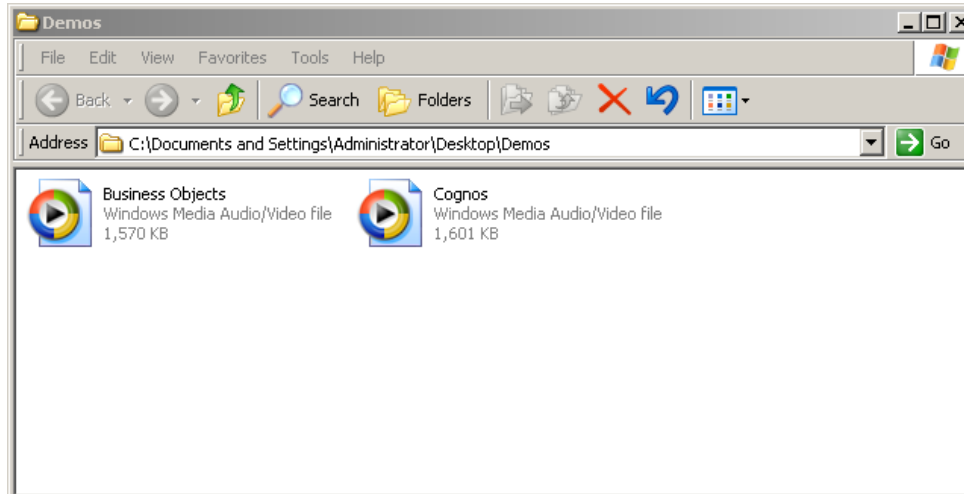 Demos
File Edit View Favorites Tools Help
Back Search Folders
Address C:\Documents and Settings\Administrator\Desktop\Demos Go
Business Objects Cognos
Windows Media Audio/Video file Windows Media Audio/Video file
1,570 KB 1,601 KB